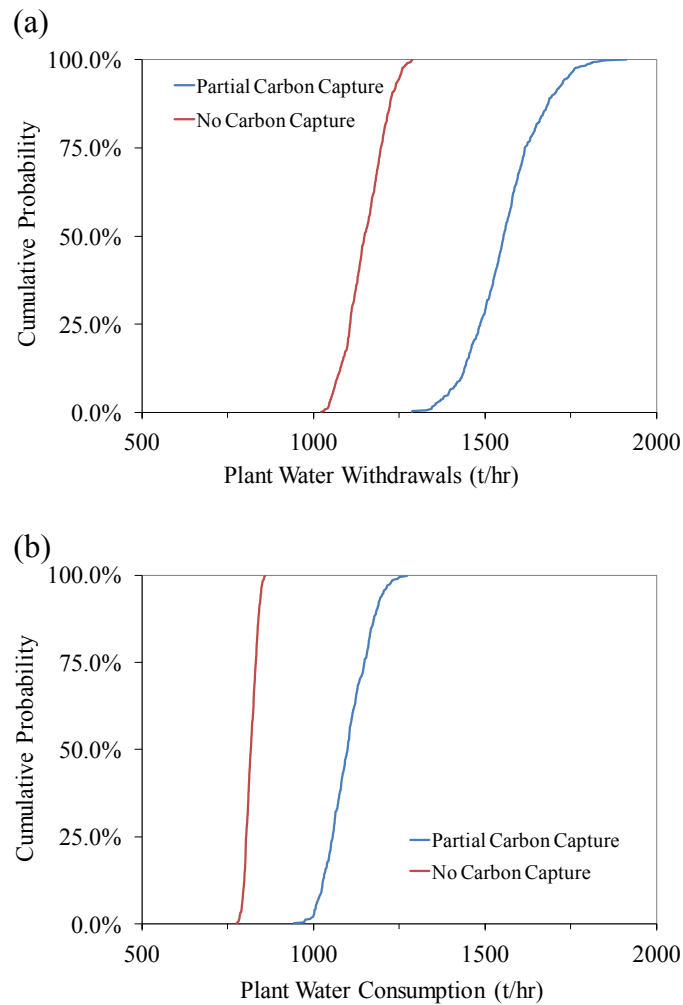 (a)
100.0%
75.0%
50.0%
25.0%
0.0%
Cumulative Probability
Partial Carbon Capture
No Carbon Capture
500
1000
1500
2000
Plant Water Withdrawals (t/hr)
(b)
100.0%
75.0%
50.0%
25.0%
0.0%
Cumulative Probability
Partial Carbon Capture
No Carbon Capture
500
1000
1500
2000
Plant Water Consumption (t/hr)